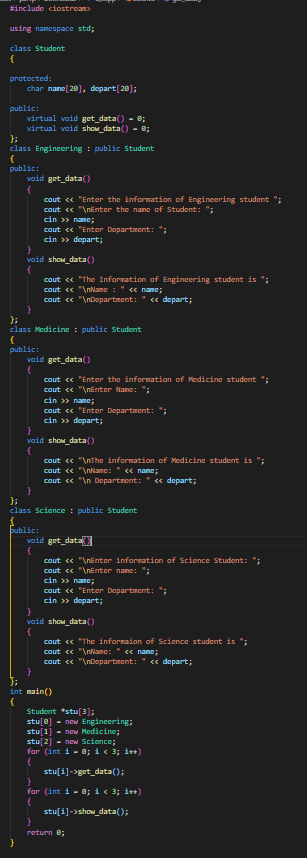 #include <iostream>
using namespace std;
class Student
{
protected:
char name[20], depart[20];
public:
virtual void get_data() = 0;
virtual void show_data() = 0;
};
class Engineering : public Student
{
public:
void get_data()
{
cout << "Enter the information of Engineering student ";
cout << "\nEnter the name of Student: ";
cin >> name;
cout << "Enter Department: ";
cin >> depart;
}
void show_data()
{
cout << "The Information of Engineering student is ";
cout << "\nName : " << name;
cout << "\nDepartment: " << depart;
}
};
class Medicine : public Student
{
public:
void get_data()
{
cout << "Enter the information of Medicine student ";
cout << "\nEnter Name: ";
cin >> name;
cout << "Enter Department: ";
cin >> depart;
}
void show_data()
{
cout << "\nThe information of Medicine student is ";
cout << "\nName: " << name;
cout << "\n Department: " << depart;
}
};
class Science : public Student
{
public:
void get_data()
{
cout << "\nEnter information of Science Student: ";
cout << "\nEnter name: ";
cin >> name;
cout << "Enter Department: ";
cin >> depart;
}
void show_data()
{
cout << "The informaion of Science student is ";
cout << "\nName: " << name;
cout << "\nDepartment: " << depart;
}
};
int main()
{
Student *stu[3];
stu[0] = new Engineering;
stu[1] = new Medicine;
stu[2] = new Science;
for (int i = 0; i < 3; i++)
{
stu[i]->get_data();
}
for (int i = 0; i < 3; i++)
{
stu[i]->show_data();
}
return 0;
}